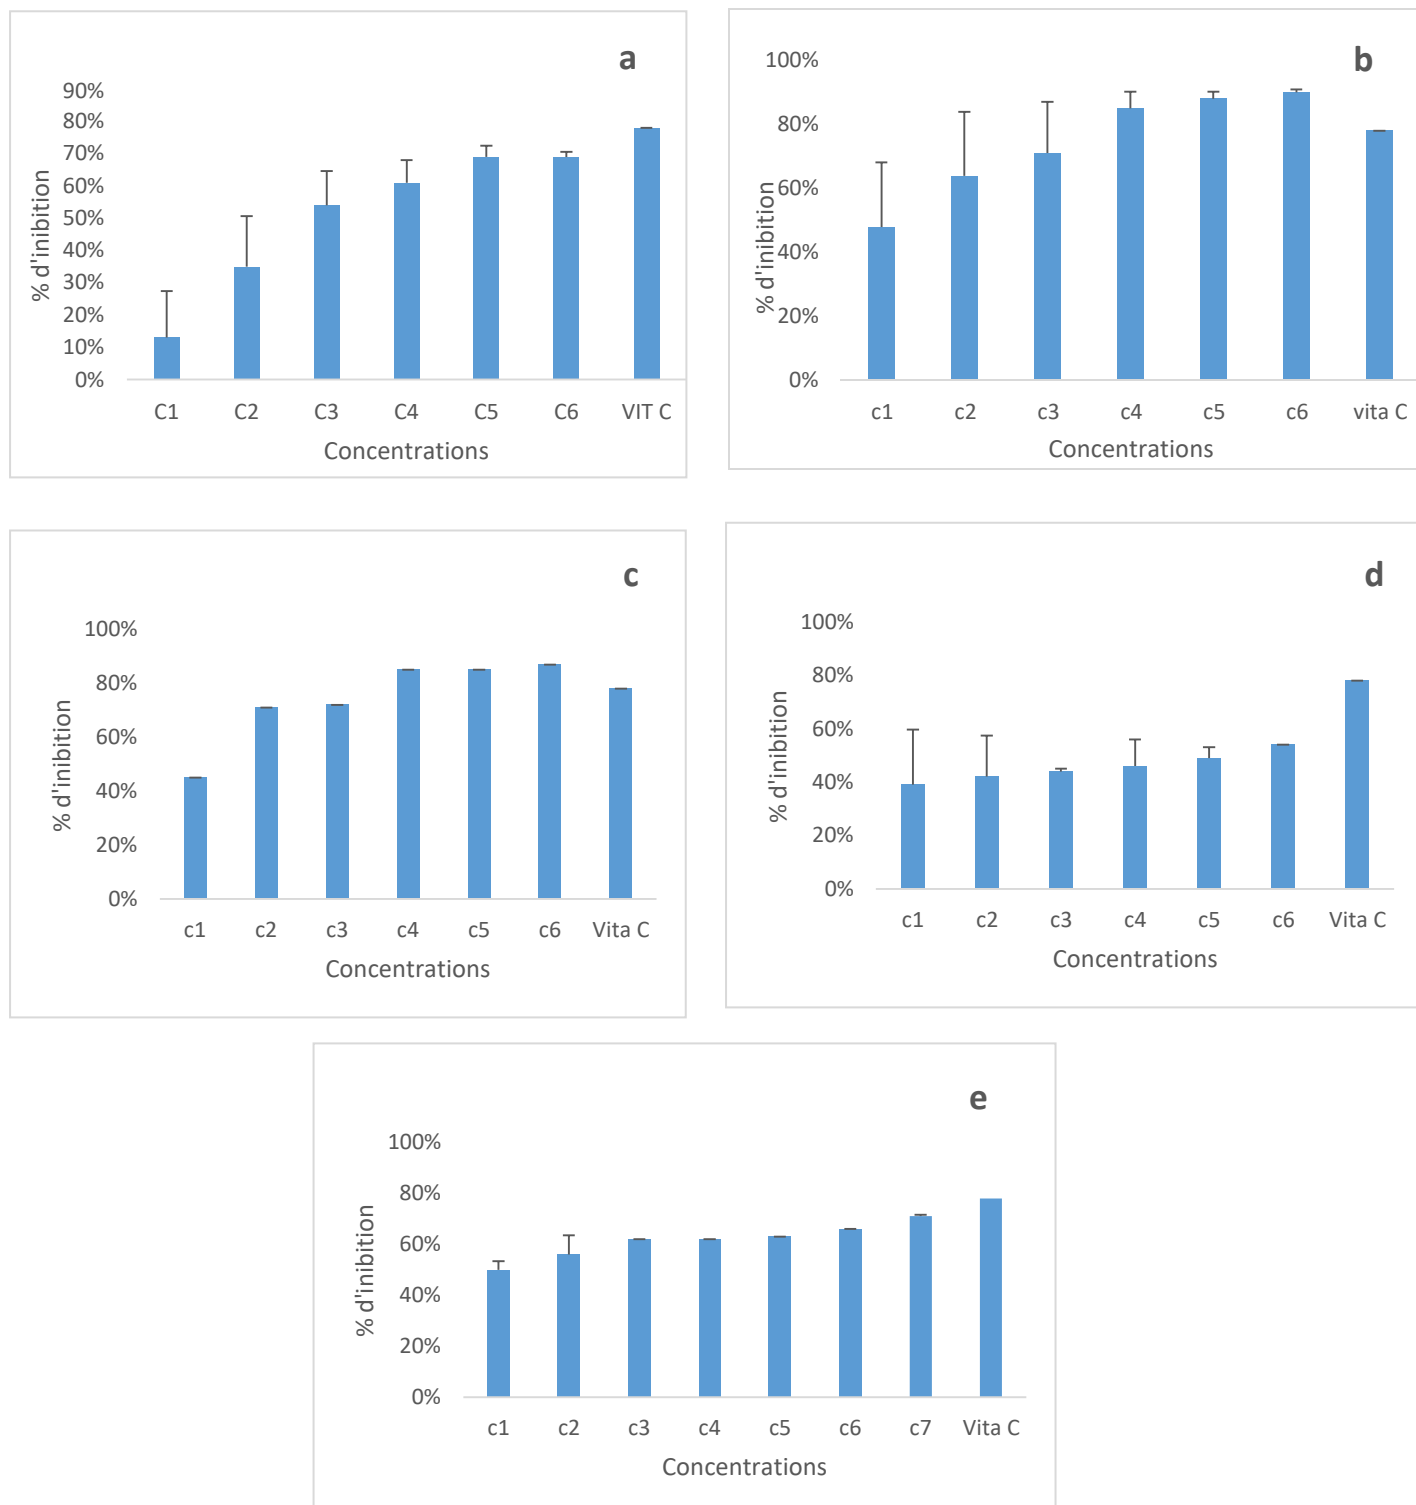 a
90%
80%
70%
60%
50%
40%
30%
20%
10%
0%
% d'inibition
C1 C2 C3 C4 C5 C6 VIT C
Concentrations
b
100%
80%
60%
40%
20%
0%
% d'inibition
c1 c2 c3 c4 c5 c6 vita C
Concentrations
c
100%
80%
60%
40%
20%
0%
% d'inibition
c1 c2 c3 c4 c5 c6 Vita C
Concentrations
d
100%
80%
60%
40%
20%
0%
% d'inibition
c1 c2 c3 c4 c5 c6 Vita C
Concentrations
e
100%
80%
60%
40%
20%
0%
% d'inibition
c1 c2 c3 c4 c5 c6 c7 Vita C
Concentrations